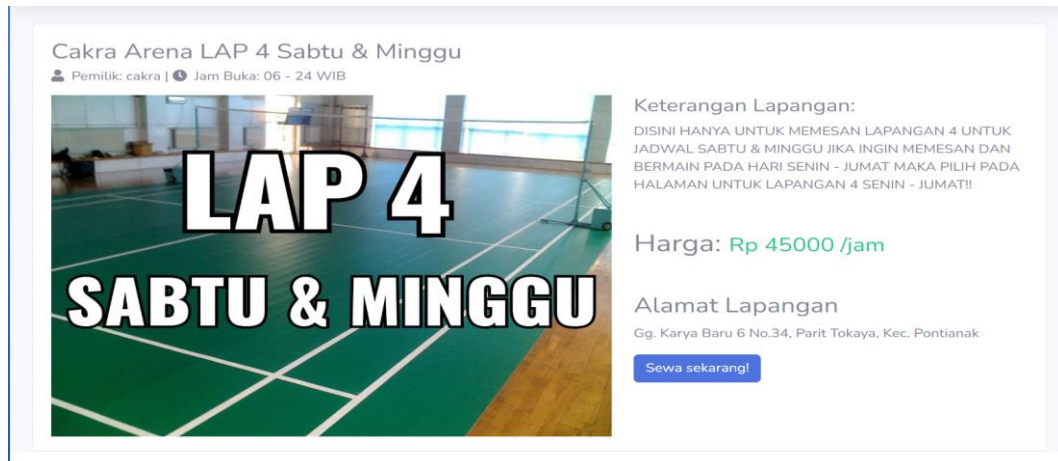 Cakra Arena LAP 4 Sabtu & Minggu
Pemilik: cakra | Jam Buka: 06 - 24 WIB
LAP 4
SABTU & MINGGU
Keterangan Lapangan:
DISINI HANYA UNTUK MEMESAN LAPANGAN 4 UNTUK
JADWAL SABTU & MINGGU JIKA INGIN MEMESAN DAN
BERMAIN PADA HARI SENIN - JUMAT MAKA PILIH PADA
HALAMAN UNTUK LAPANGAN 4 SENIN - JUMAT!!
Harga: Rp 45000 /jam
Alamat Lapangan
Gg. Karya Baru 6 No.34, Parit Tokaya, Kec. Pontianak
Sewa sekarang!